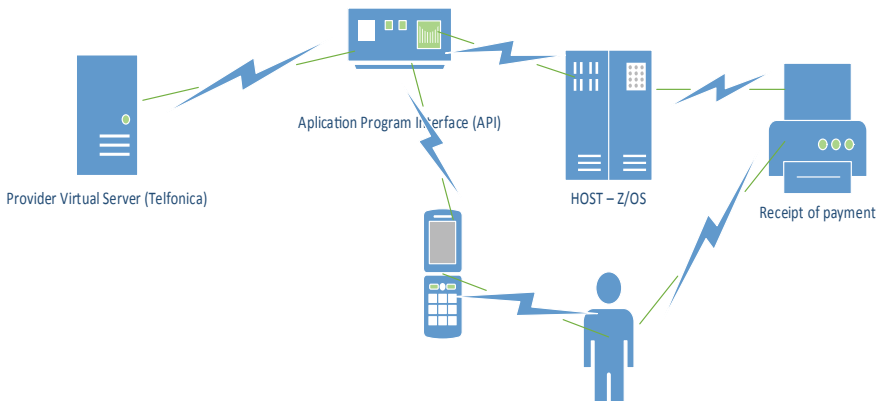 Aplication Program Interface (API)
Provider Virtual Server (Telfonica)
HOST – Z/OS
Receipt of payment